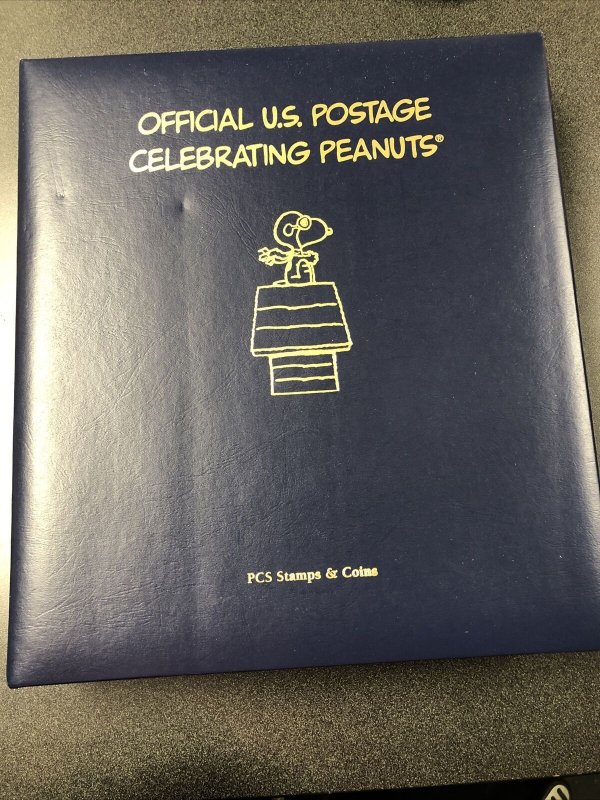 OFFICIAL U.S. POSTAGE
CELEBRATING PEANUTS®
PCS Stamps & Coins